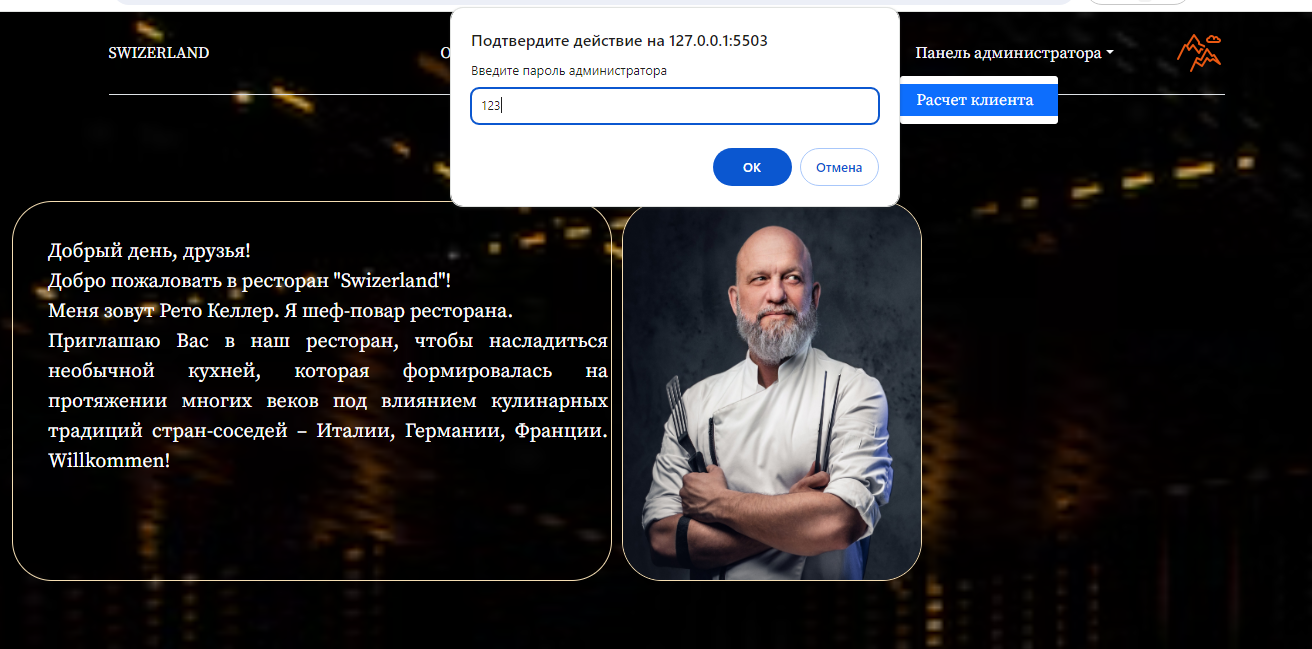 Подтвердите действие на 127.0.0.1:5503
Введите пароль администратора
123
ОК
Отмена
SWIZERLAND
О
Панель администратора
Расчет клиента
Добрый день, друзья!
Добро пожаловать в ресторан "Swizerland"!
Меня зовут Рето Келлер. Я шеф-повар ресторана.
Приглашаю Вас в наш ресторан, чтобы насладиться
необычной кухней, которая формировалась на
протяжении многих веков под влиянием кулинарных
традиций стран-соседей – Италии, Германии, Франции.
Willkommen!